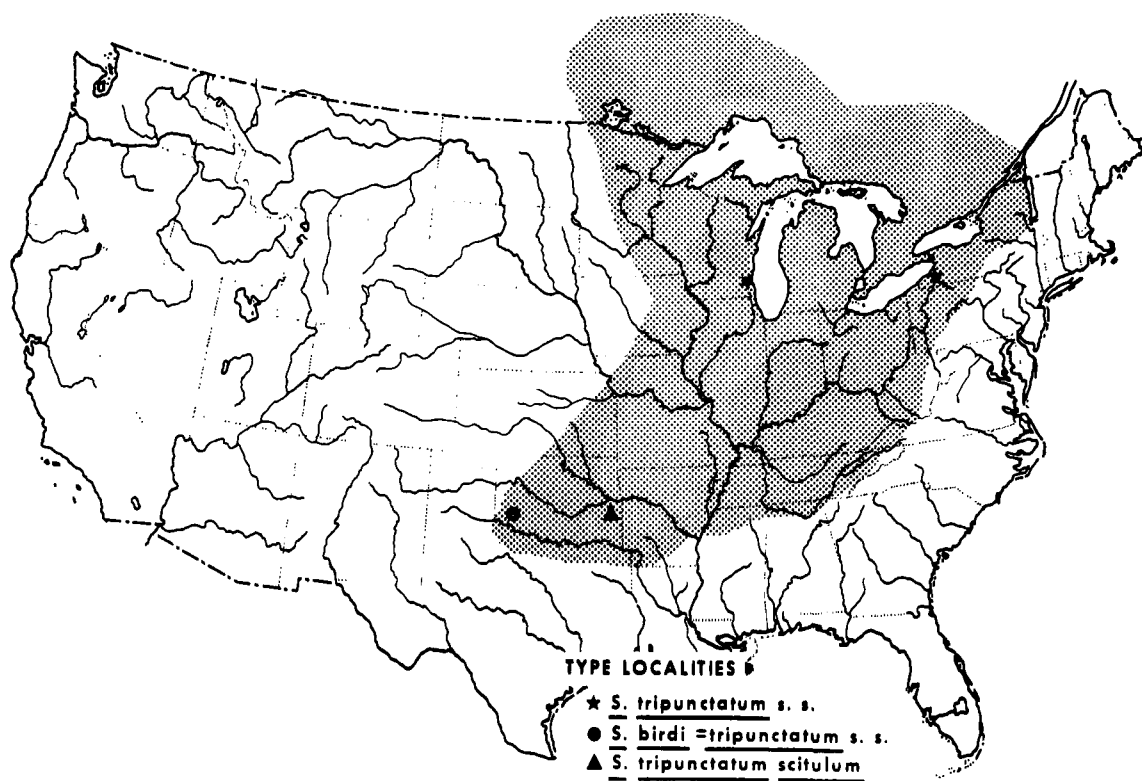 TYPE LOCALITIES
★ S. tripunctatum s. s.
● S. birdi =tripunctatum s. s.
▲ S. tripunctatum scitulum